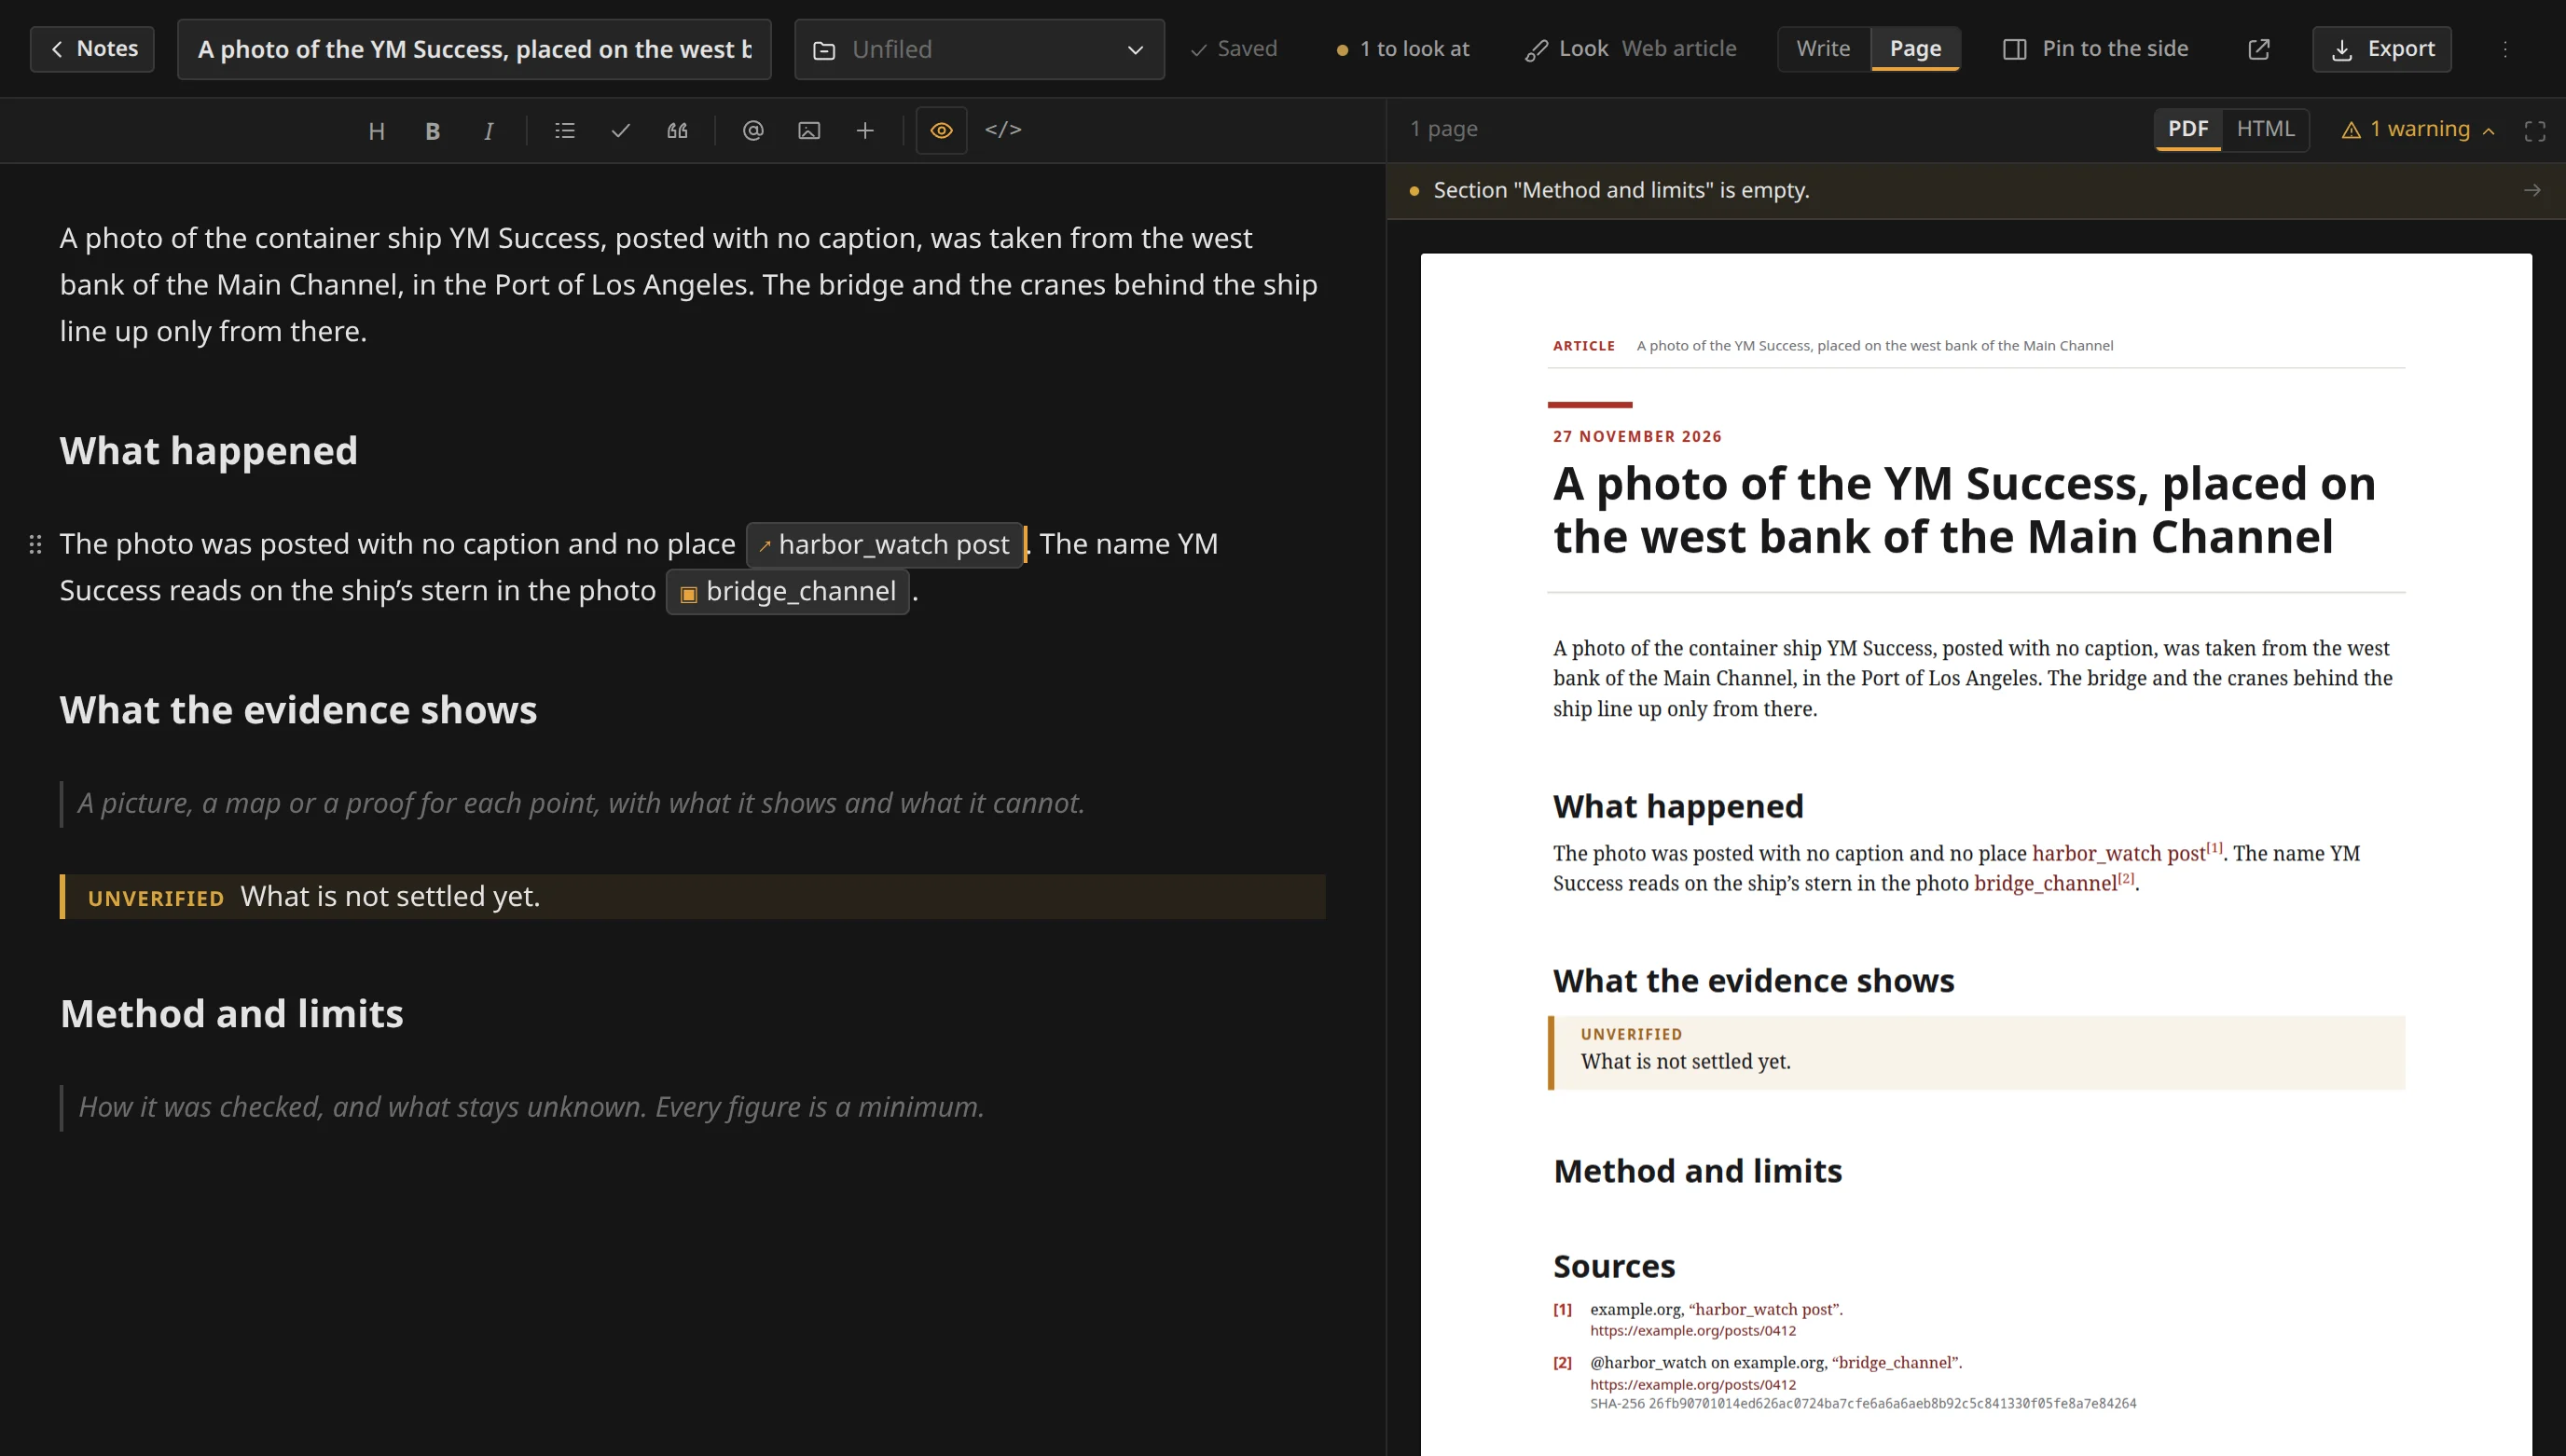 Notes
A photo of the YM Success, placed on the west b
Unfiled
Saved
1 to look at
Look Web article
Write
Page
Pin to the side
Export
H B I
</>
1 page
PDF
HTML
1 warning
Section "Method and limits" is empty.
A photo of the container ship YM Success, posted with no caption, was taken from the west
bank of the Main Channel, in the Port of Los Angeles. The bridge and the cranes behind the ship
line up only from there.
What happened
The photo was posted with no caption and no place harbor_watch post. The name YM
Success reads on the ship’s stern in the photo bridge_channel.
What the evidence shows
A picture, a map or a proof for each point, with what it shows and what it cannot.
UNVERIFIED What is not settled yet.
Method and limits
How it was checked, and what stays unknown. Every figure is a minimum.
ARTICLE A photo of the YM Success, placed on the west bank of the Main Channel
27 NOVEMBER 2026
A photo of the YM Success, placed on
the west bank of the Main Channel
A photo of the container ship YM Success, posted with no caption, was taken from the west
bank of the Main Channel, in the Port of Los Angeles. The bridge and the cranes behind the
ship line up only from there.
What happened
The photo was posted with no caption and no place harbor_watch post[1]. The name YM
Success reads on the ship’s stern in the photo bridge_channel[2].
What the evidence shows
UNVERIFIED
What is not settled yet.
Method and limits
Sources
[1] example.org, “harbor_watch post”.
https://example.org/posts/0412
[2] @harbor_watch on example.org, “bridge_channel”.
https://example.org/posts/0412
SHA-256 26fb90701014ed626ac0724ba7cfe6a6a6aeb8b92c5c841330f05fe8a7e84264